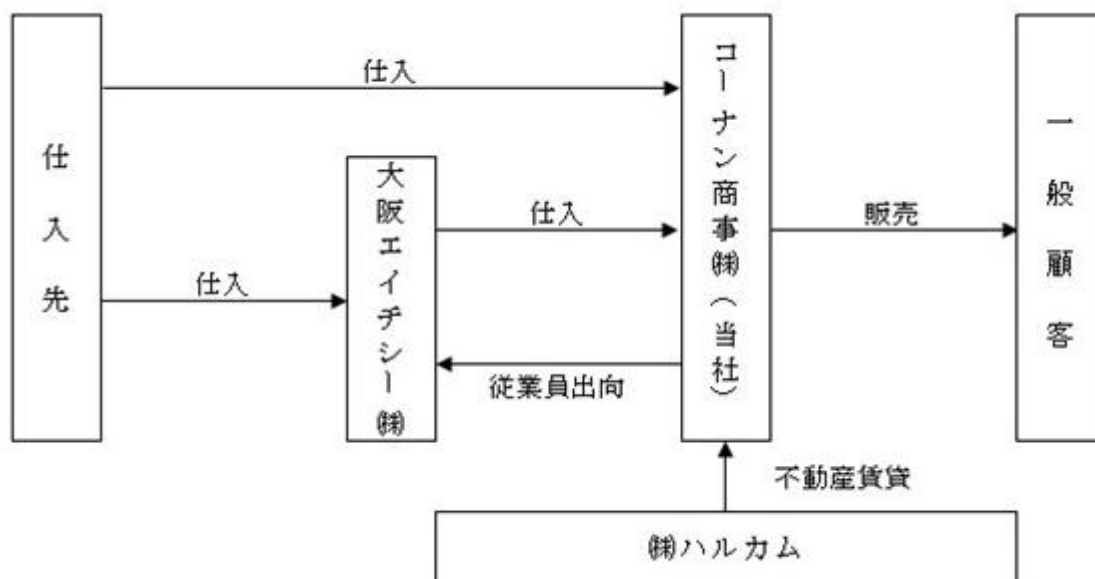 仕入先
仕入
仕入
大阪エイチシー㈱
仕入
従業員出向
コーナン商事㈱(当社)
販売
一般顧客
不動産賃貸
㈱ハルカム